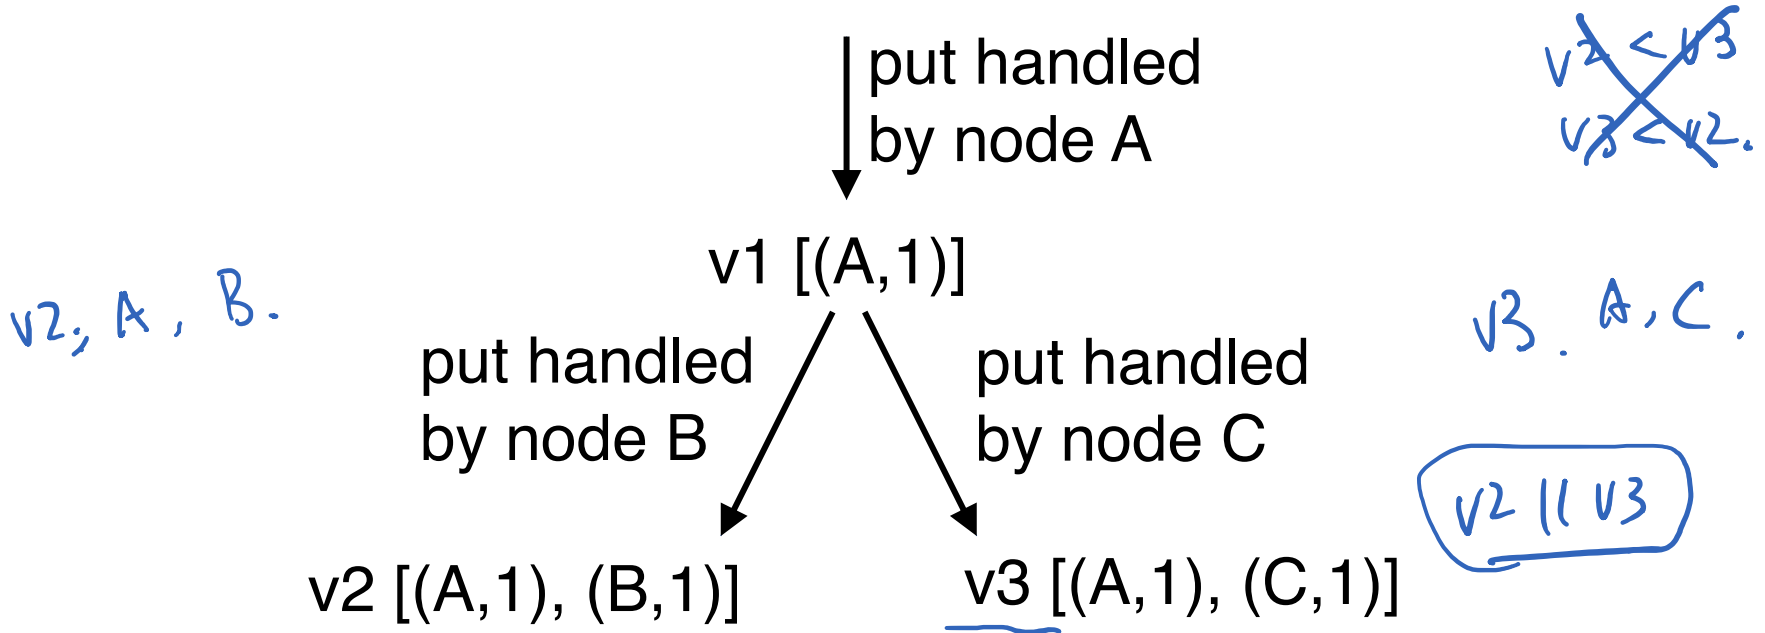 put handled
by node A
v2 < v3
v3 < v2.
v1 [(A,1)]
v2; A, B.
v3. A, C.
put handled
by node B
put handled
by node C
v2 || v3
v2 [(A,1), (B,1)]
v3 [(A,1), (C,1)]